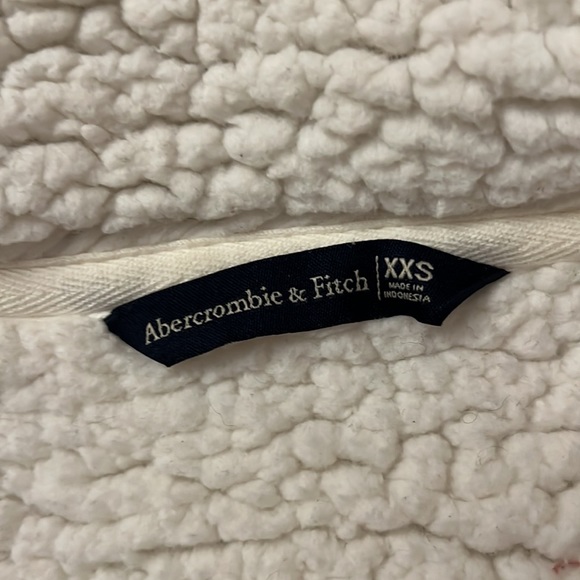 Abercrombie & Fitch
XXS
MADE IN
INDONESIA